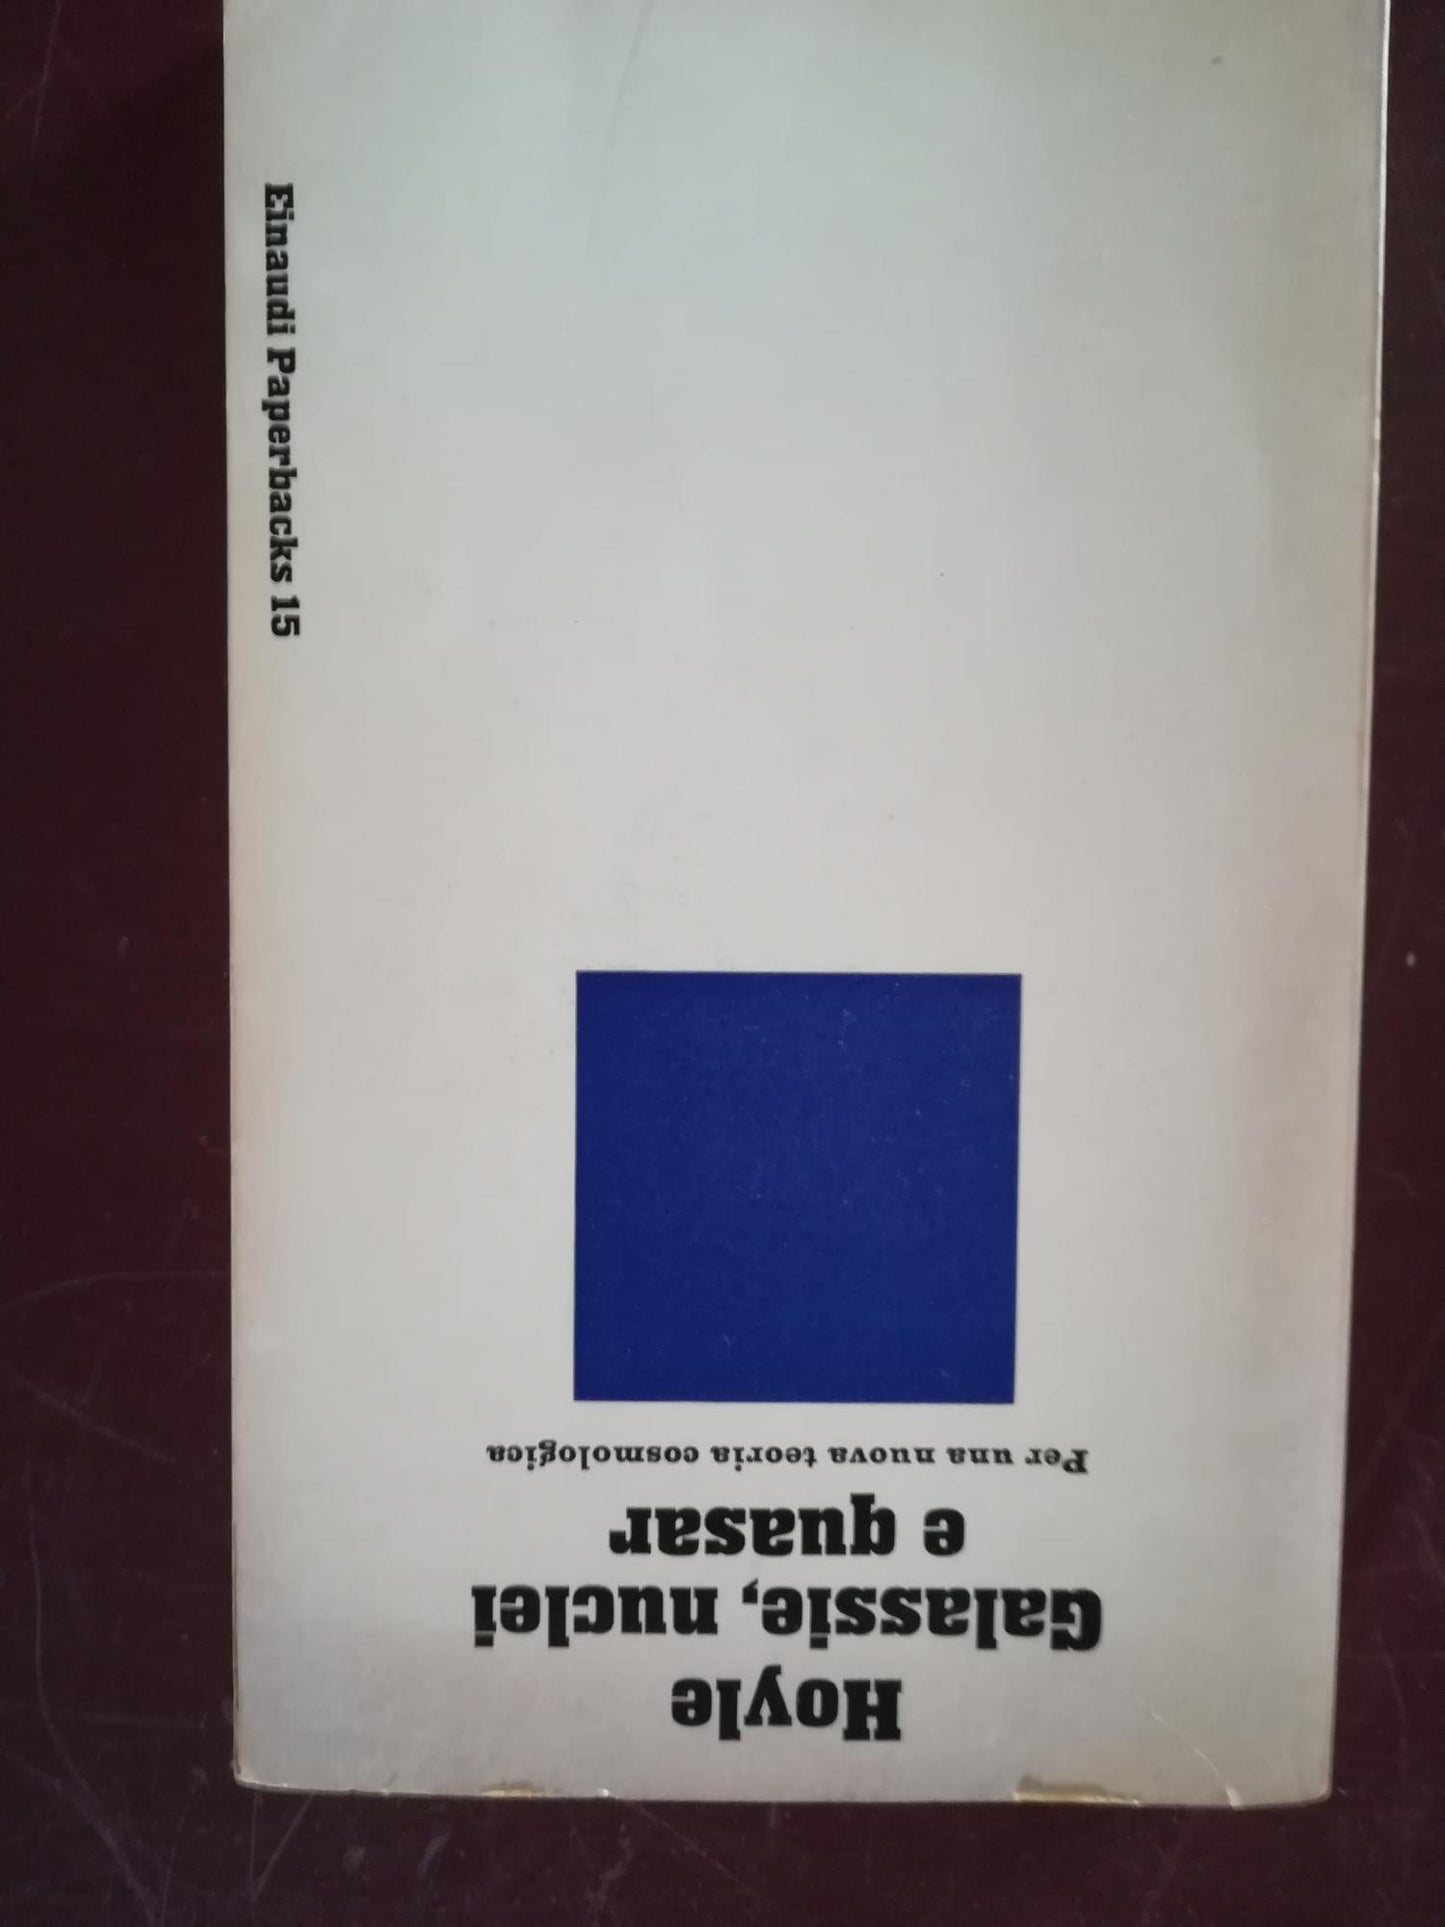 Hoyle
Galassie, nuclei
e quasar
Per una nuova teoria cosmologica
Einaudi Paperbacks 15